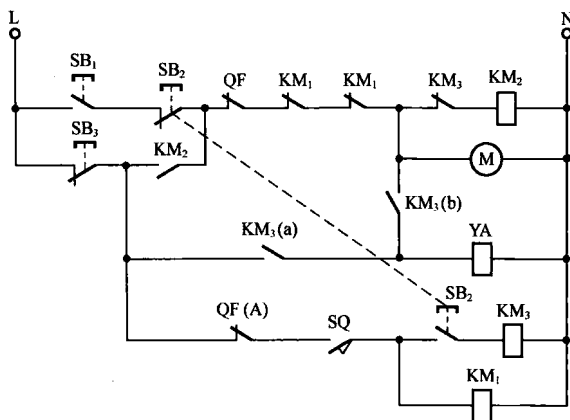 L
N
SB₁
SB₂
QF
KM₁
KM₁
KM₃
KM₂
SB₃
KM₂
M
KM₃(b)
KM₃(a)
YA
SB₂
QF (A)
SQ
KM₃
KM₁